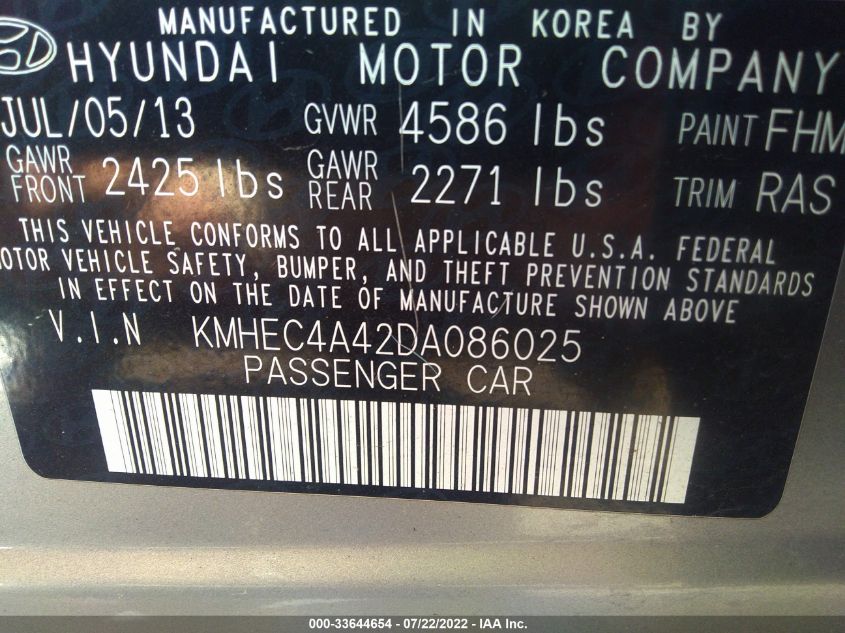 MANUFACTURED IN KOREA BY
HYUNDAI MOTOR COMPANY
JUL/05/13 GVWR 4586 lbs PAINT FHM
GAWR FRONT 2425 lbs GAWR REAR 2271 lbs TRIM RAS
THIS VEHICLE CONFORMS TO ALL APPLICABLE U.S.A. FEDERAL
MOTOR VEHICLE SAFETY, BUMPER, AND THEFT PREVENTION STANDARDS
IN EFFECT ON THE DATE OF MANUFACTURE SHOWN ABOVE
V.I.N KMHEC4A42DA086025
PASSENGER CAR
000-33644654 - 07/22/2022 - IAA Inc.